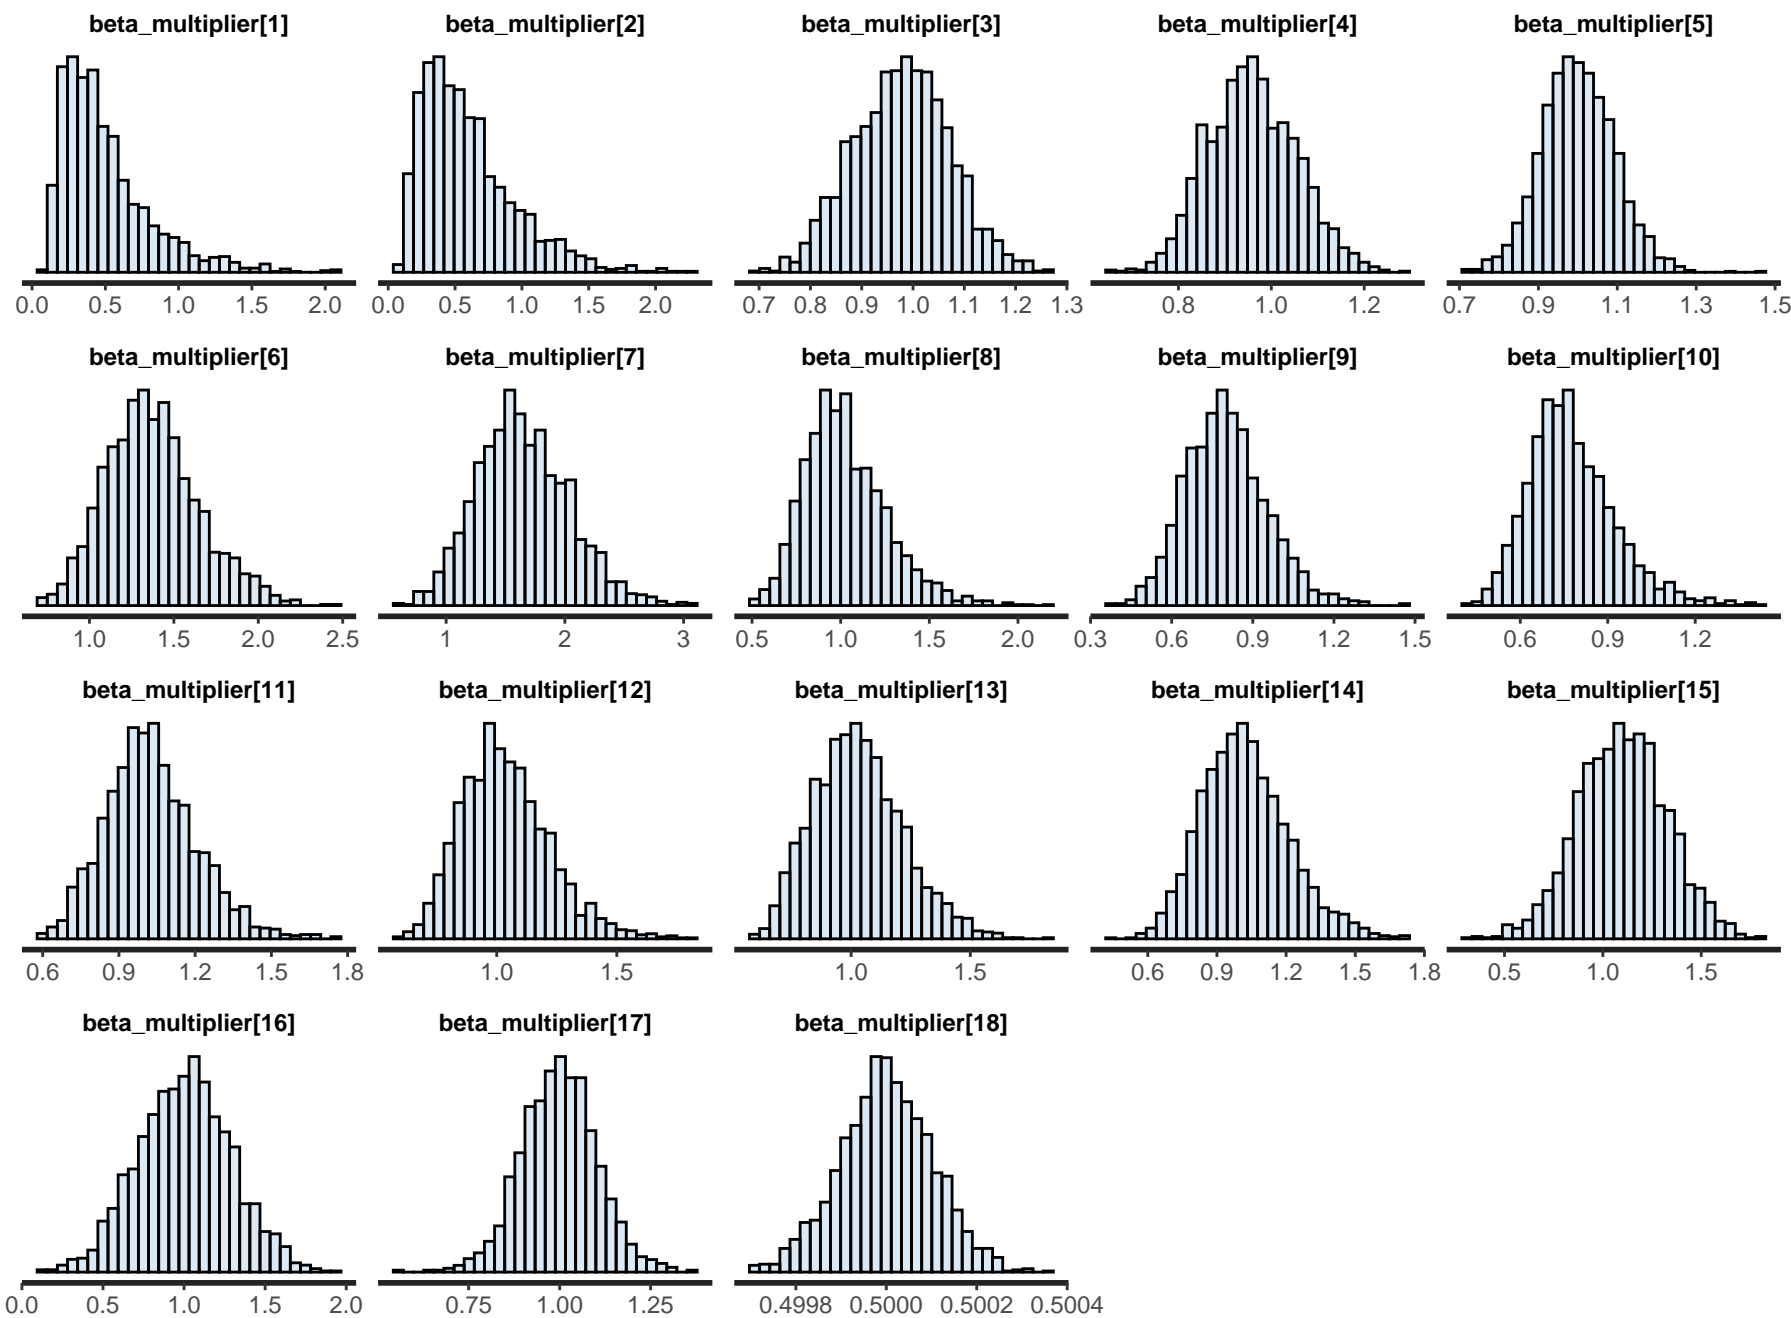 beta_multiplier[1] beta_multiplier[2] beta_multiplier[3] beta_multiplier[4] beta_multiplier[5]
0.0 0.5 1.0 1.5 2.0 0.0 0.5 1.0 1.5 2.0 0.7 0.8 0.9 1.0 1.1 1.2 1.3 0.8 1.0 1.2 0.7 0.9 1.1 1.3 1.5
beta_multiplier[6] beta_multiplier[7] beta_multiplier[8] beta_multiplier[9] beta_multiplier[10]
1.0 1.5 2.0 2.5 1 2 3 0.5 1.0 1.5 2.0 0.3 0.6 0.9 1.2 1.5 0.6 0.9 1.2
beta_multiplier[11] beta_multiplier[12] beta_multiplier[13] beta_multiplier[14] beta_multiplier[15]
0.6 0.9 1.2 1.5 1.8 1.0 1.5 1.0 1.5 0.6 0.9 1.2 1.5 1.8 0.5 1.0 1.5
beta_multiplier[16] beta_multiplier[17] beta_multiplier[18]
0.0 0.5 1.0 1.5 2.0 0.75 1.00 1.25 0.4998 0.5000 0.5002 0.5004